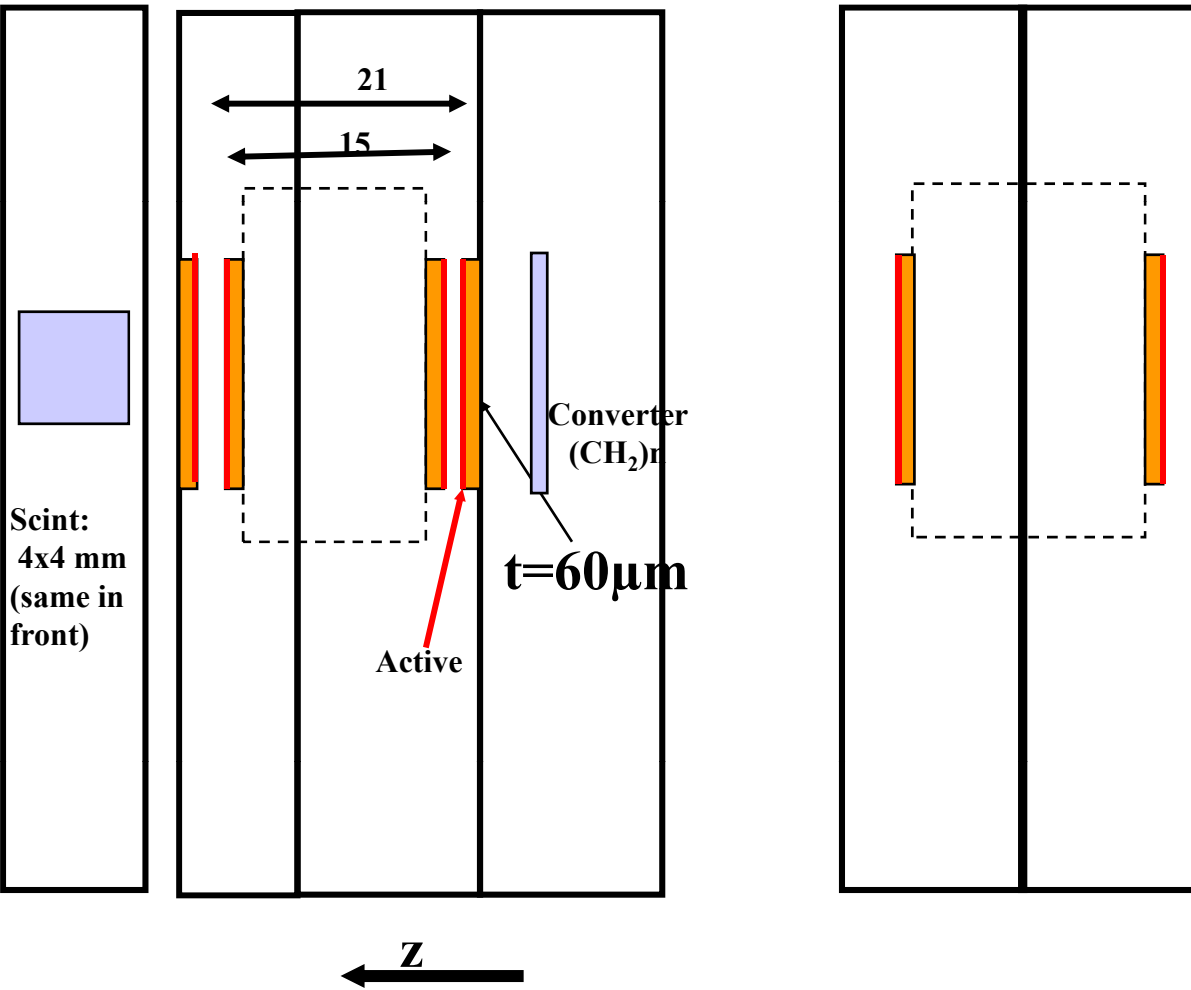 21
15
Converter
(CH₂)n
Scint:
4x4 mm
(same in
front)
t=60µm
Active
z